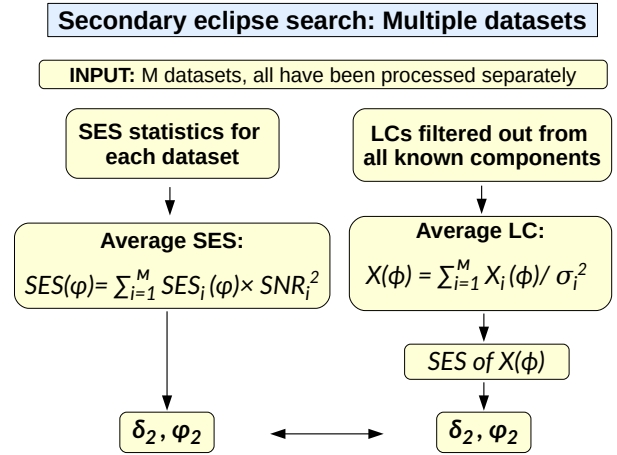 Secondary eclipse search: Multiple datasets
INPUT: M datasets, all have been processed separately
SES statistics for
each dataset
LCs filtered out from
all known components
Average SES:
SES(φ)= ∑ᵢ₌₁ᴹ SESᵢ (φ)× SNRᵢ²
Average LC:
X(ϕ) = ∑ᵢ₌₁ᴹ Xᵢ (ϕ)/ σᵢ²
SES of X(ϕ)
δ₂ , φ₂
δ₂ , φ₂